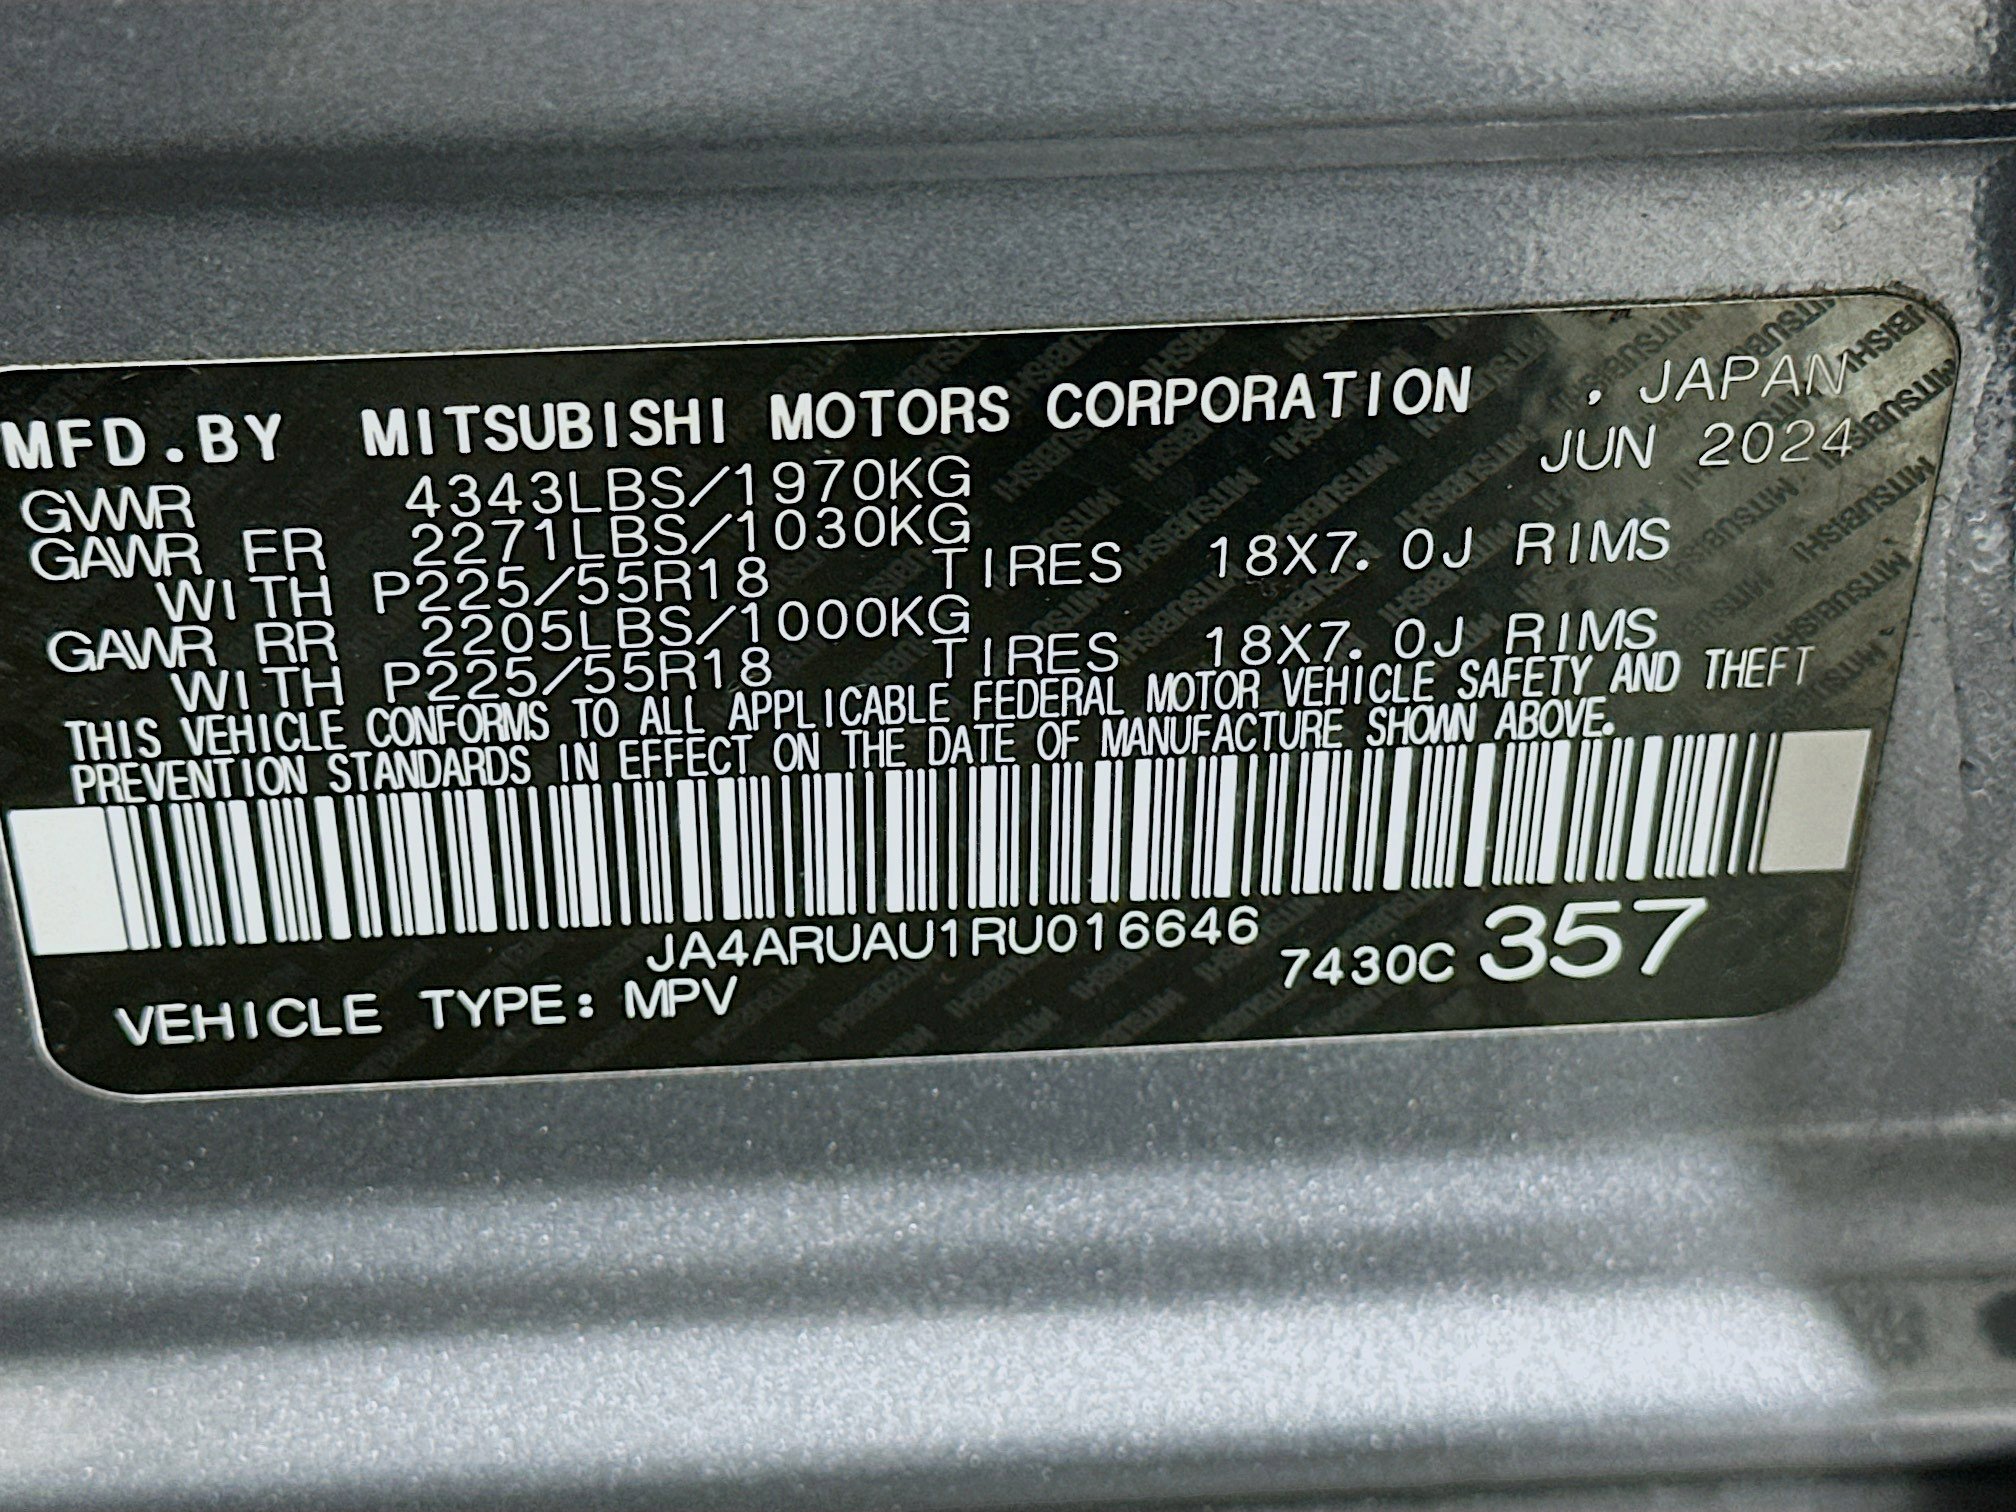 MFD.BY MITSUBISHI MOTORS CORPORATION , JAPAN
JUN 2024
GVWR 4343LBS/1970KG
GAWR FR 2271LBS/1030KG
WITH P225/55R18 TIRES 18X7.0J RIMS
GAWR RR 2205LBS/1000KG
WITH P225/55R18 TIRES 18X7.0J RIMS
THIS VEHICLE CONFORMS TO ALL APPLICABLE FEDERAL MOTOR VEHICLE SAFETY AND THEFT
PREVENTION STANDARDS IN EFFECT ON THE DATE OF MANUFACTURE SHOWN ABOVE.
JA4ARUAU1RU016646
7430C 357
VEHICLE TYPE: MPV